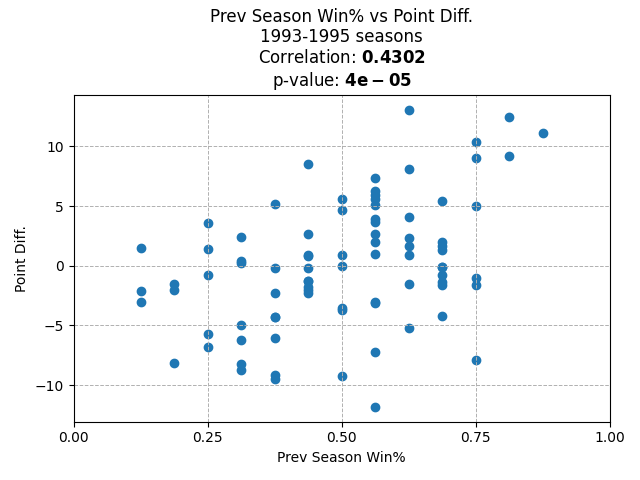 Prev Season Win% vs Point Diff.
1993-1995 seasons
Correlation: 0.4302
p-value: 4e − 05
Point Diff.
10
5
0
−5
−10
0.00 0.25 0.50 0.75 1.00
Prev Season Win%